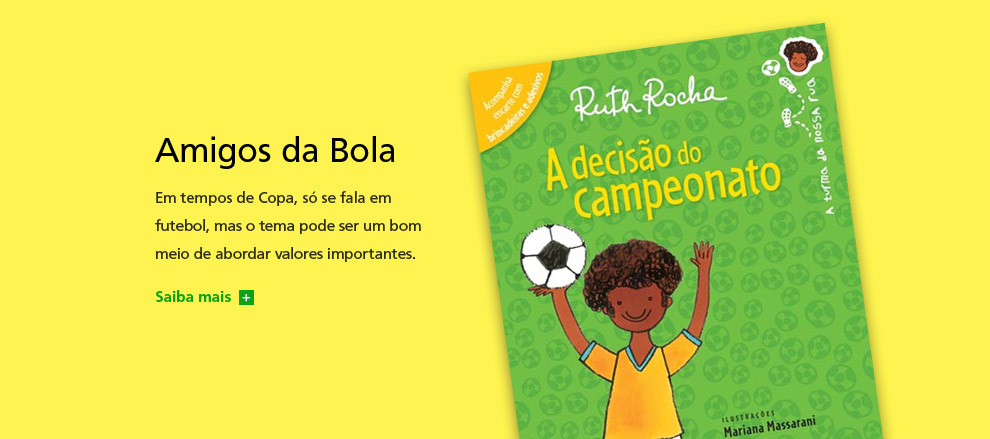 Amigos da Bola
Em tempos de Copa, só se fala em
futebol, mas o tema pode ser um bom
meio de abordar valores importantes.
Saiba mais +
Acompanha
encarte com
brincadeiras e adesivos
Ruth Rocha
A turma da nossa rua
A decisão do
campeonato
ILUSTRAÇÕES
Mariana Massarani